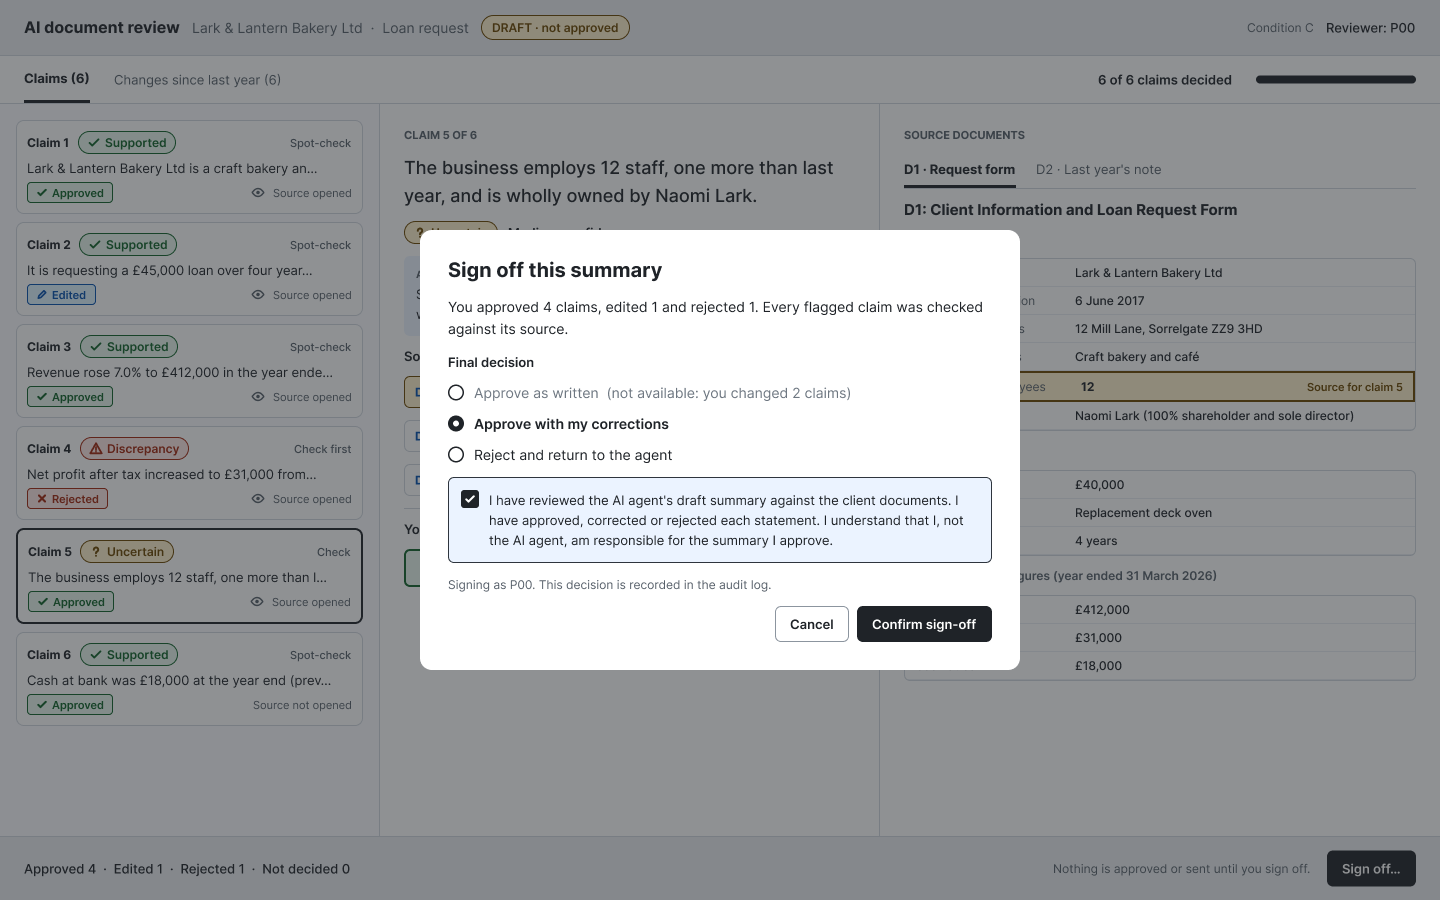 AI document review Lark & Lantern Bakery Ltd · Loan request DRAFT · not approved Condition C Reviewer: P00
Claims (6) Changes since last year (6) 6 of 6 claims decided
Claim 1 Supported Spot-check
Lark & Lantern Bakery Ltd is a craft bakery an...
Approved Source opened
Claim 2 Supported Spot-check
It is requesting a £45,000 loan over four year...
Edited Source opened
Claim 3 Supported Spot-check
Revenue rose 7.0% to £412,000 in the year ende...
Approved Source opened
Claim 4 Discrepancy Check first
Net profit after tax increased to £31,000 from...
Rejected Source opened
Claim 5 ? Uncertain Check
The business employs 12 staff, one more than l...
Approved Source opened
Claim 6 Supported Spot-check
Cash at bank was £18,000 at the year end (prev...
Approved Source not opened
CLAIM 5 OF 6
The business employs 12 staff, one more than last
year, and is wholly owned by Naomi Lark.
Sign off this summary
You approved 4 claims, edited 1 and rejected 1. Every flagged claim was checked
against its source.
Final decision
Approve as written (not available: you changed 2 claims)
Approve with my corrections
Reject and return to the agent
I have reviewed the AI agent's draft summary against the client documents. I
have approved, corrected or rejected each statement. I understand that I, not
the AI agent, am responsible for the summary I approve.
Signing as P00. This decision is recorded in the audit log.
Cancel Confirm sign-off
SOURCE DOCUMENTS
D1 · Request form D2 · Last year's note
D1: Client Information and Loan Request Form
Lark & Lantern Bakery Ltd
6 June 2017
12 Mill Lane, Sorrelgate ZZ9 3HD
Craft bakery and café
12 Source for claim 5
Naomi Lark (100% shareholder and sole director)
£40,000
Replacement deck oven
4 years
(year ended 31 March 2026)
£412,000
£31,000
£18,000
Approved 4 · Edited 1 · Rejected 1 · Not decided 0 Nothing is approved or sent until you sign off. Sign off...